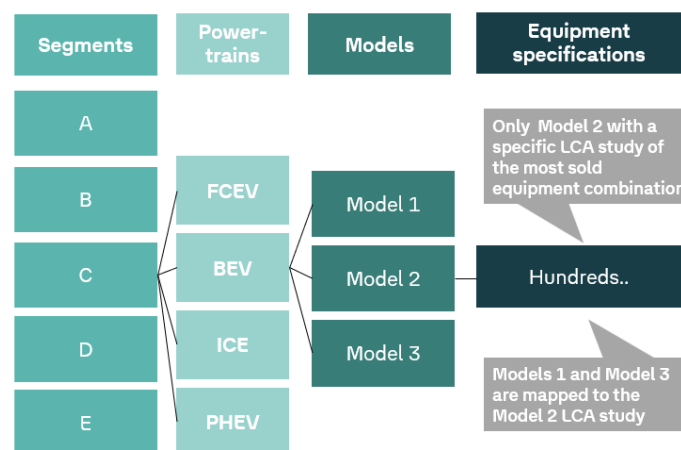 Segments
Power-
trains
Models
Equipment
specifications
A
B
C
D
E
FCEV
BEV
ICE
PHEV
Model 1
Model 2
Model 3
Only Model 2 with a
specific LCA study of
the most sold
equipment combination
Hundreds..
Models 1 and Model 3
are mapped to the
Model 2 LCA study